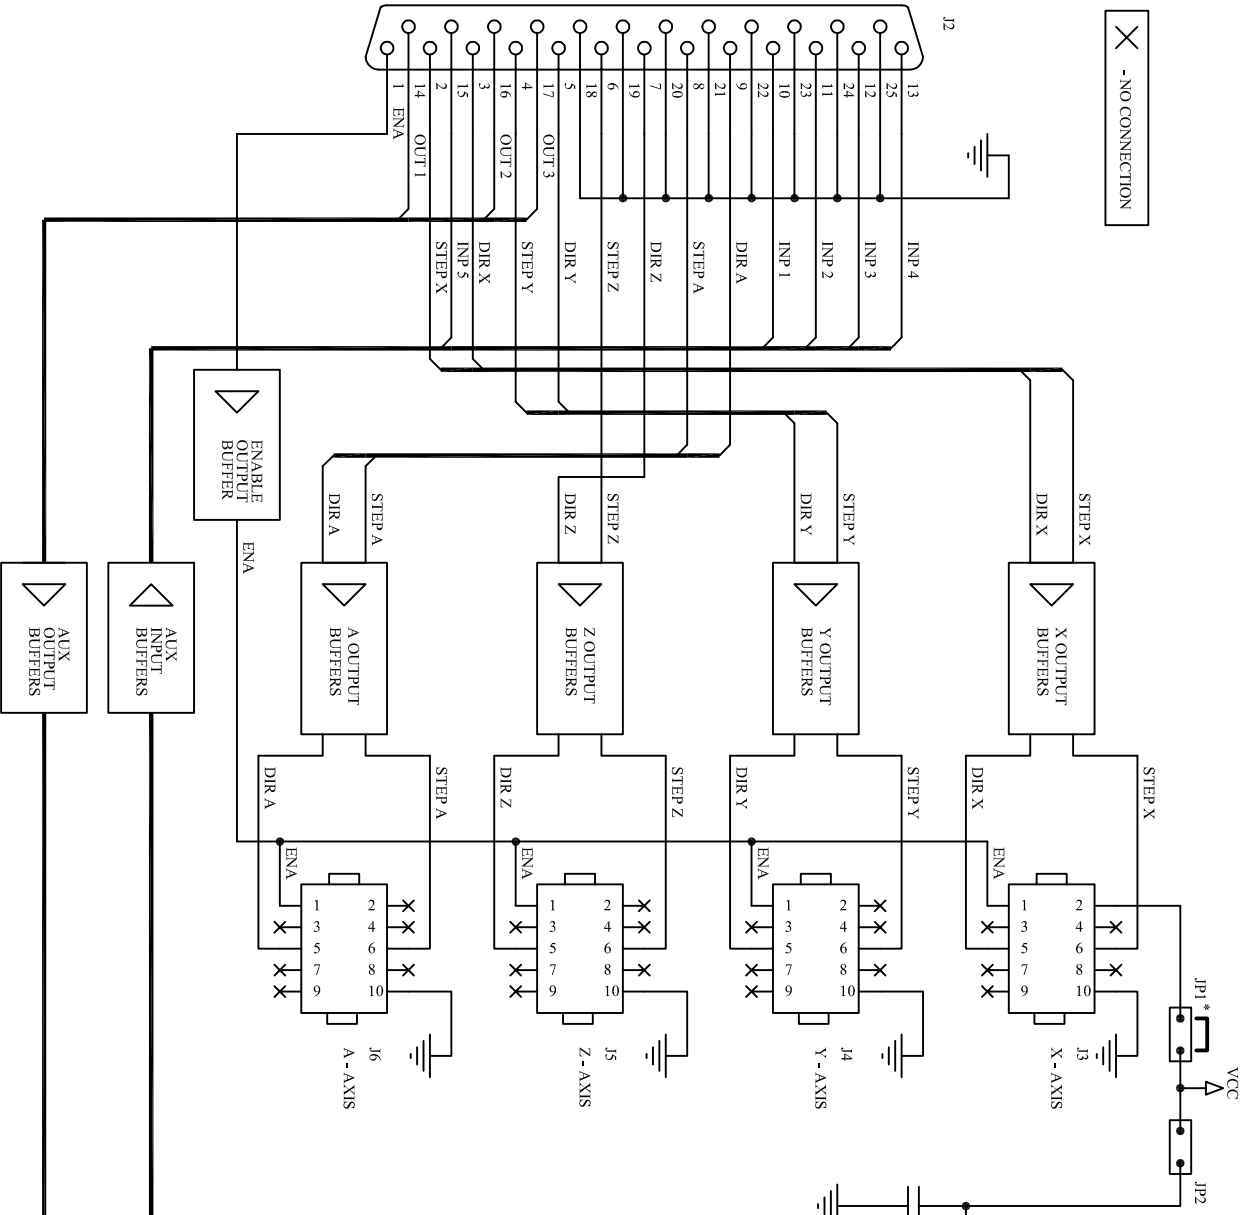 J2
× - NO CONNECTION
1
14
2
15
3
16
4
17
5
18
6
19
7
20
8
21
9
22
10
23
11
24
12
25
13
ENA
OUT 1
OUT 2
OUT 3
STEP X
INP 5
DIR X
STEP Y
DIR Y
STEP Z
DIR Z
STEP A
DIR A
INP 1
INP 2
INP 3
INP 4
ENABLE
OUTPUT
BUFFER
ENA
DIR A
STEP A
DIR Z
STEP Z
DIR Y
STEP Y
DIR X
STEP X
AUX
OUTPUT
BUFFERS
AUX
INPUT
BUFFERS
A OUTPUT
BUFFERS
Z OUTPUT
BUFFERS
Y OUTPUT
BUFFERS
X OUTPUT
BUFFERS
DIR A
STEP A
DIR Z
STEP Z
DIR Y
STEP Y
DIR X
STEP X
ENA
ENA
ENA
ENA
1 2
3 4
5 6
7 8
9 10
J6
A - AXIS
1 2
3 4
5 6
7 8
9 10
J5
Z - AXIS
1 2
3 4
5 6
7 8
9 10
J4
Y - AXIS
1 2
3 4
5 6
7 8
9 10
J3
X - AXIS
JP1 *
VCC
JP2